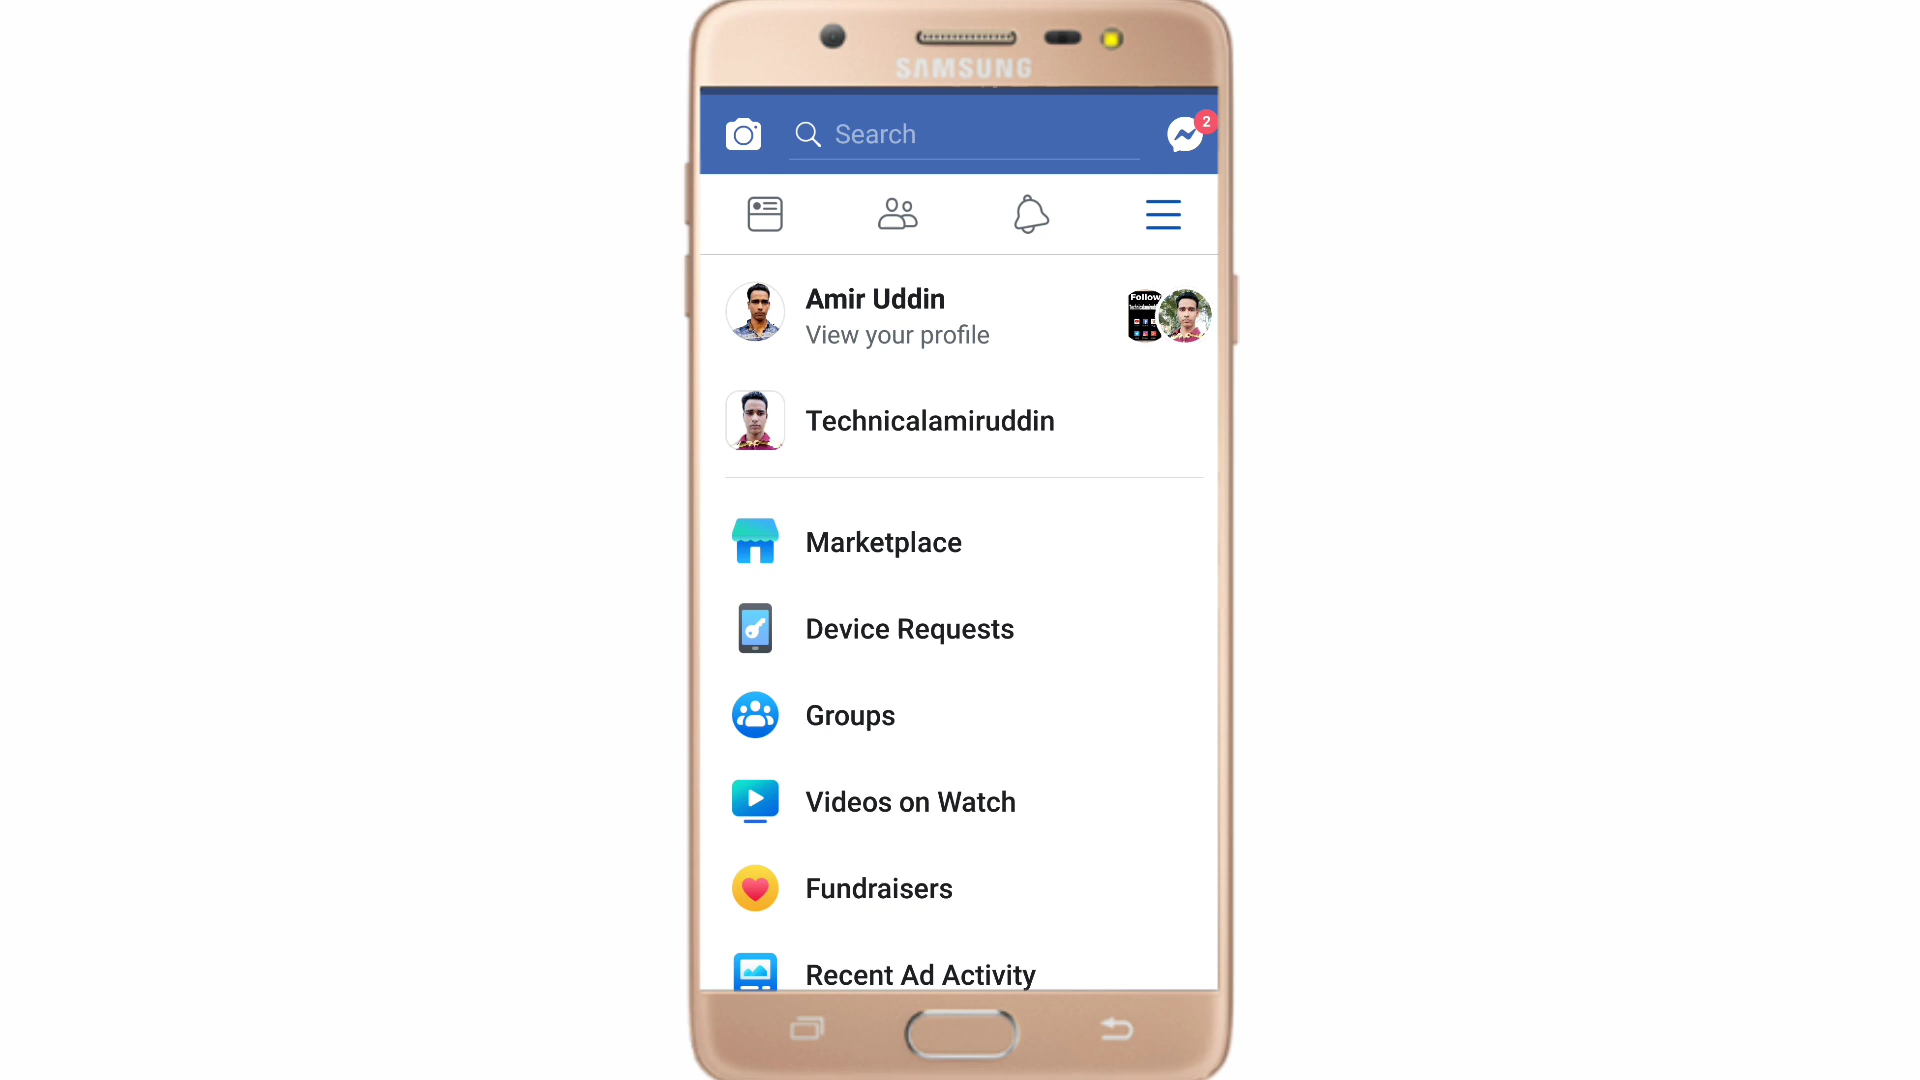 SAMSUNG
Search
2
Amir Uddin
View your profile
Follow
Technicalamiruddin
Marketplace
Device Requests
Groups
Videos on Watch
Fundraisers
Recent Ad Activity